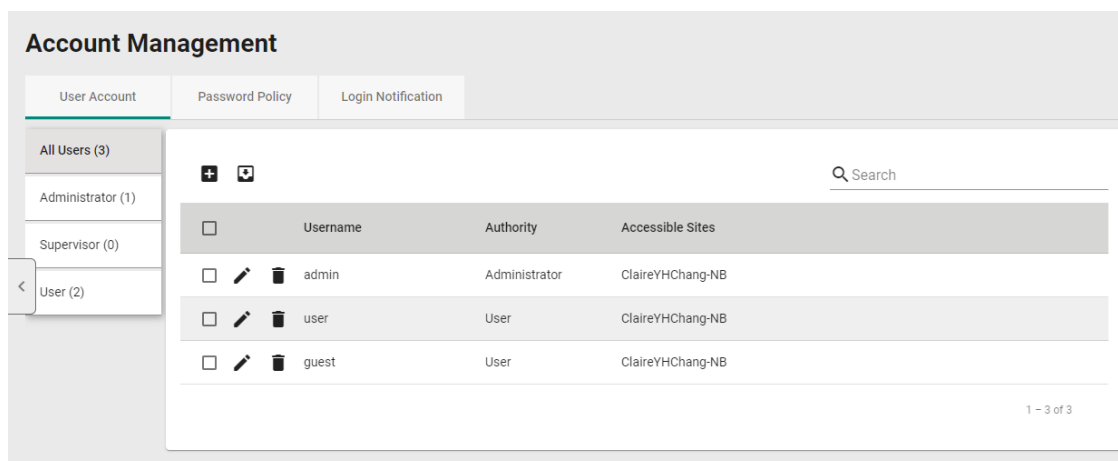 Account Management
User Account Password Policy Login Notification
All Users (3)
Administrator (1)
Supervisor (0)
User (2)
Search
Username Authority Accessible Sites
admin Administrator ClaireYHChang-NB
user User ClaireYHChang-NB
guest User ClaireYHChang-NB
1 – 3 of 3